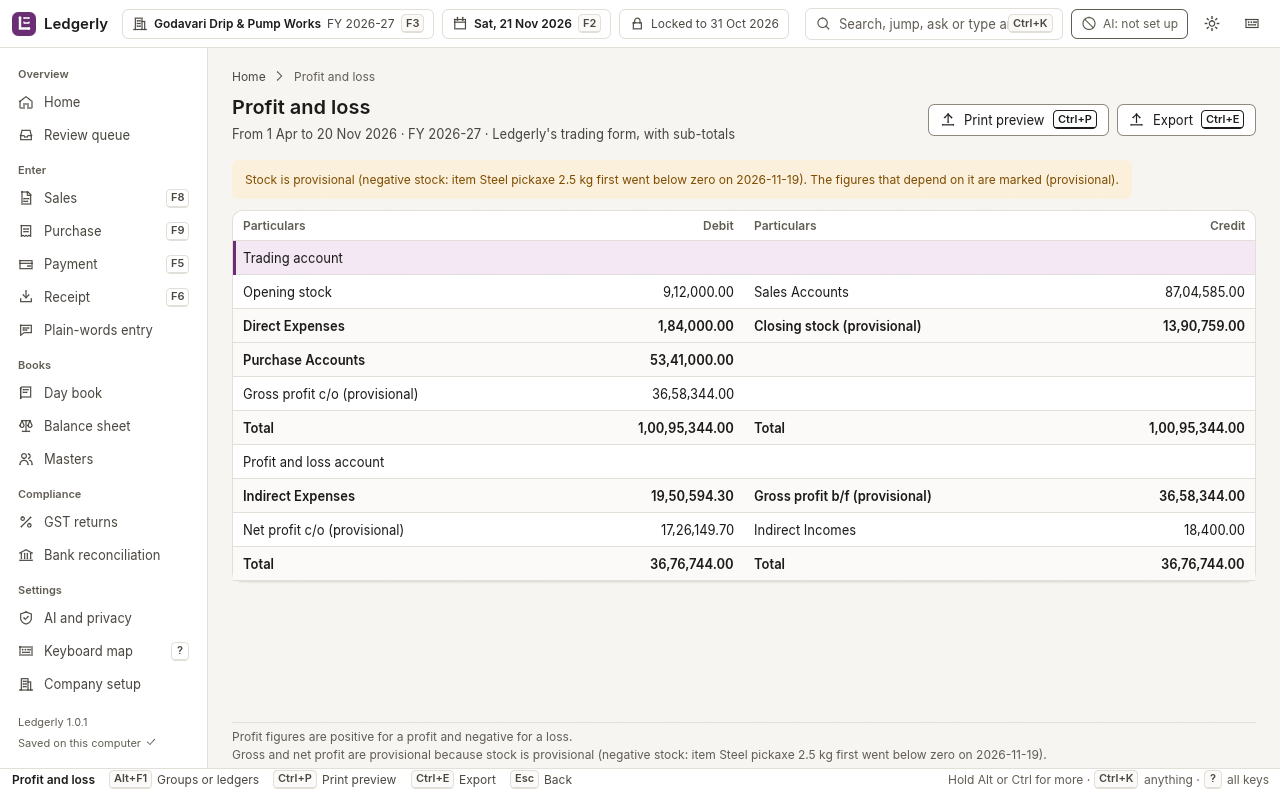 Ledgerly
Godavari Drip & Pump Works FY 2026-27 F3
Sat, 21 Nov 2026 F2
Locked to 31 Oct 2026
Search, jump, ask or type a Ctrl+K
AI: not set up
Overview
Home
Review queue
Enter
Sales F8
Purchase F9
Payment F5
Receipt F6
Plain-words entry
Books
Day book
Balance sheet
Masters
Compliance
GST returns
Bank reconciliation
Settings
AI and privacy
Keyboard map ?
Company setup
Ledgerly 1.0.1
Saved on this computer
Home > Profit and loss
Profit and loss
From 1 Apr to 20 Nov 2026 · FY 2026-27 · Ledgerly's trading form, with sub-totals
Print preview Ctrl+P
Export Ctrl+E
Stock is provisional (negative stock: item Steel pickaxe 2.5 kg first went below zero on 2026-11-19). The figures that depend on it are marked (provisional).
Particulars Debit Particulars Credit
Trading account
Opening stock 9,12,000.00 Sales Accounts 87,04,585.00
Direct Expenses 1,84,000.00 Closing stock (provisional) 13,90,759.00
Purchase Accounts 53,41,000.00
Gross profit c/o (provisional) 36,58,344.00
Total 1,00,95,344.00 Total 1,00,95,344.00
Profit and loss account
Indirect Expenses 19,50,594.30 Gross profit b/f (provisional) 36,58,344.00
Net profit c/o (provisional) 17,26,149.70 Indirect Incomes 18,400.00
Total 36,76,744.00 Total 36,76,744.00
Profit figures are positive for a profit and negative for a loss.
Gross and net profit are provisional because stock is provisional (negative stock: item Steel pickaxe 2.5 kg first went below zero on 2026-11-19).
Profit and loss Alt+F1 Groups or ledgers Ctrl+P Print preview Ctrl+E Export Esc Back
Hold Alt or Ctrl for more · Ctrl+K anything · ? all keys